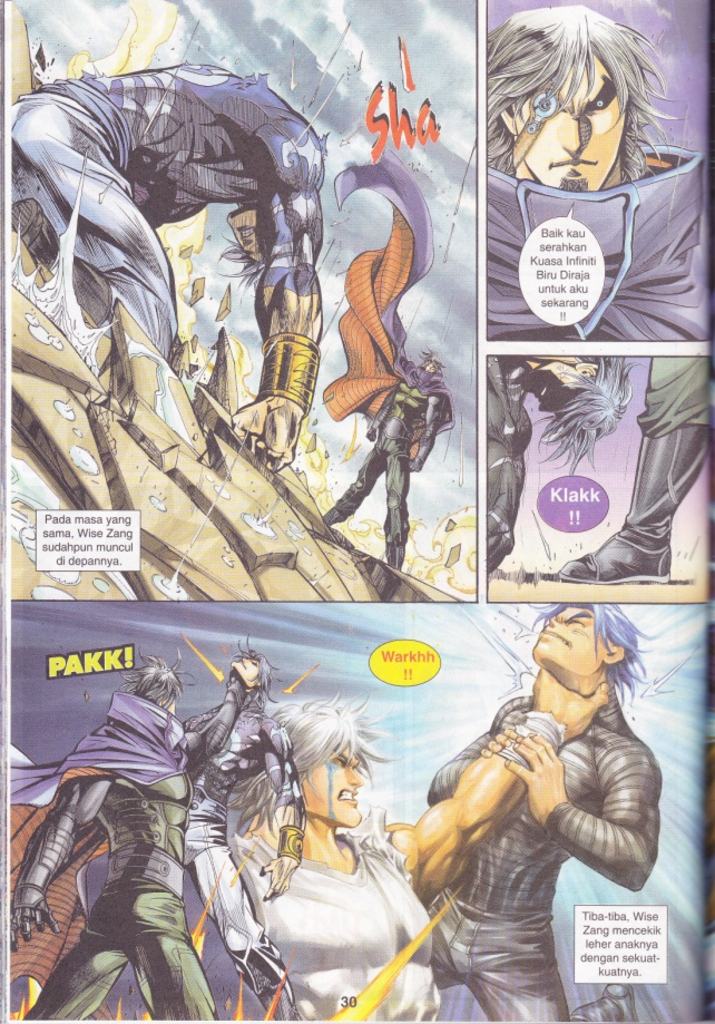 Sha
Pada masa yang
sama, Wise Zang
sudahpun muncul
di depannya.
Baik kau
serahkan
Kuasa Infiniti
Biru Diraja
untuk aku
sekarang
!!
Klakk
!!
PAKK!
Warkhh
!!
Tiba-tiba, Wise
Zang mencekik
leher anaknya
dengan sekuat-
kuatnya.
30